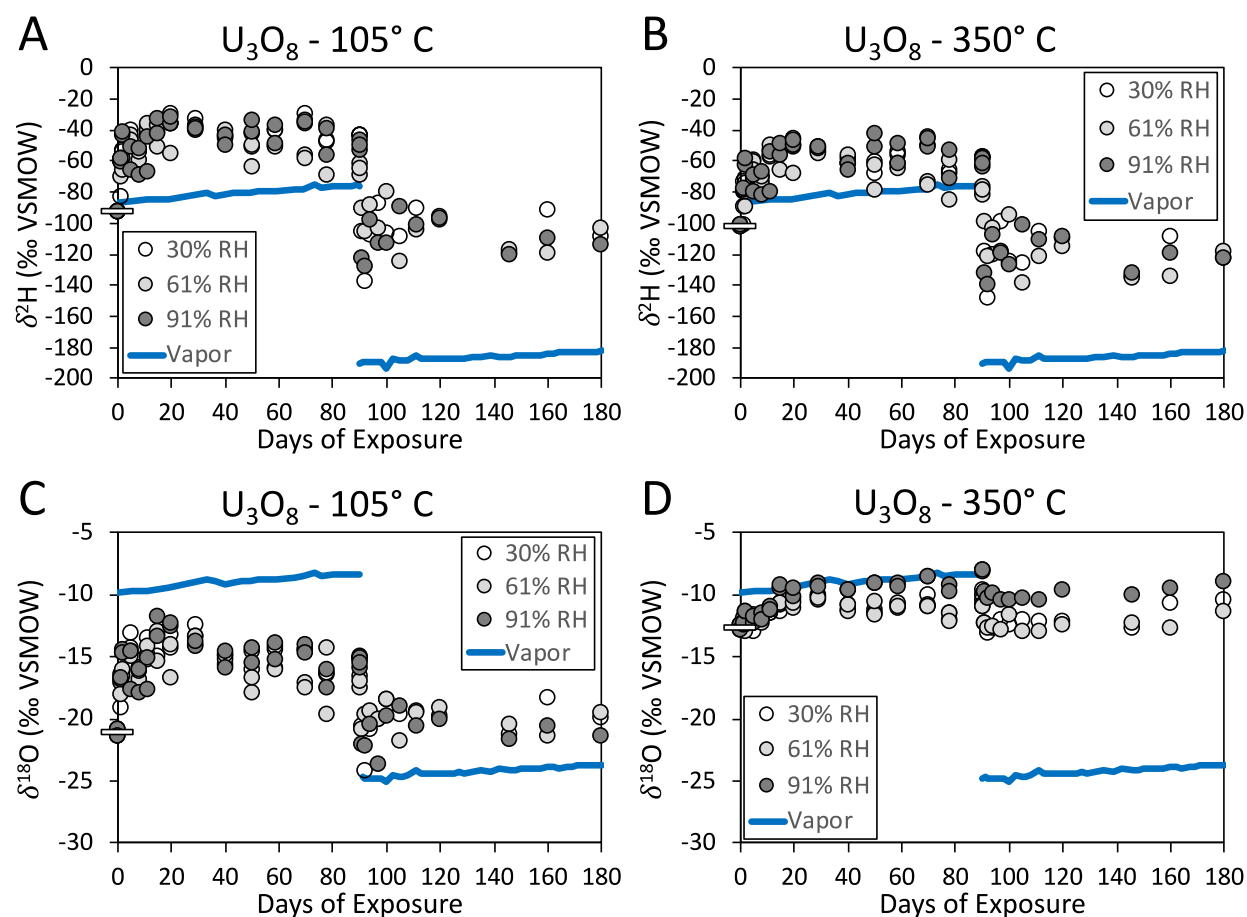 A
U₃O₈ - 105° C
δ²H (‰ VSMOW)
0
-20
-40
-60
-80
-100
-120
-140
-160
-180
-200
30% RH
61% RH
91% RH
Vapor
0 20 40 60 80 100 120 140 160 180
Days of Exposure
B
U₃O₈ - 350° C
δ²H (‰ VSMOW)
0
-20
-40
-60
-80
-100
-120
-140
-160
-180
-200
30% RH
61% RH
91% RH
Vapor
0 20 40 60 80 100 120 140 160 180
Days of Exposure
C
U₃O₈ - 105° C
δ¹⁸O (‰ VSMOW)
-5
-10
-15
-20
-25
-30
30% RH
61% RH
91% RH
Vapor
0 20 40 60 80 100 120 140 160 180
Days of Exposure
D
U₃O₈ - 350° C
δ¹⁸O (‰ VSMOW)
-5
-10
-15
-20
-25
-30
30% RH
61% RH
91% RH
Vapor
0 20 40 60 80 100 120 140 160 180
Days of Exposure